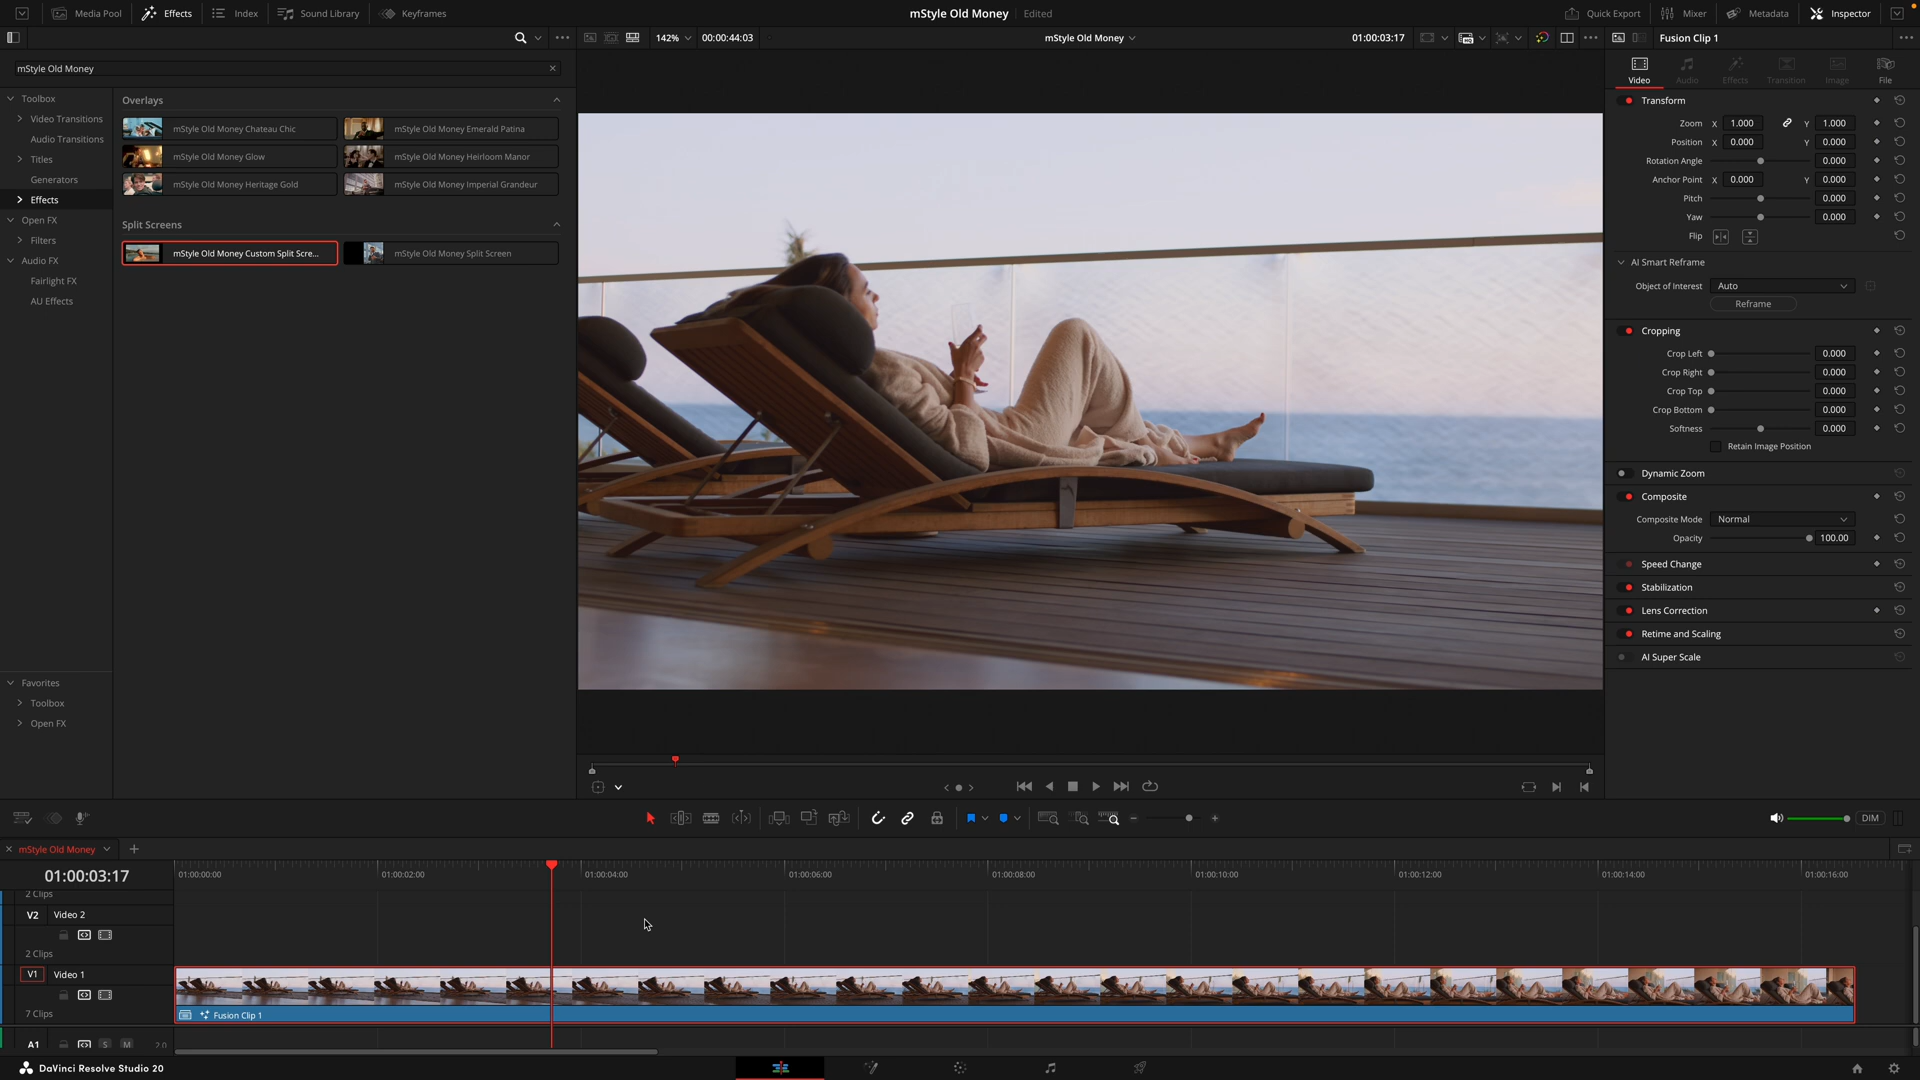 Media Pool Effects Index Sound Library Keyframes mStyle Old Money Edited Quick Export Mixer Metadata Inspector
142% 00:00:44:03 mStyle Old Money 01:00:03:17 Fusion Clip 1
mStyle Old Money
Video Audio Effects Transition Image File
Toolbox
Video Transitions
Audio Transitions
Titles
Generators
Effects
Open FX
Filters
Audio FX
Fairlight FX
AU Effects
Favorites
Toolbox
Open FX
Overlays
mStyle Old Money Chateau Chic mStyle Old Money Emerald Patina
mStyle Old Money Glow mStyle Old Money Heirloom Manor
mStyle Old Money Heritage Gold mStyle Old Money Imperial Grandeur
Split Screens
mStyle Old Money Custom Split Scre... mStyle Old Money Split Screen
Transform
Zoom X 1.000 Y 1.000
Position X 0.000 Y 0.000
Rotation Angle 0.000
Anchor Point X 0.000 Y 0.000
Pitch 0.000
Yaw 0.000
Flip
AI Smart Reframe
Object of Interest Auto
Reframe
Cropping
Crop Left 0.000
Crop Right 0.000
Crop Top 0.000
Crop Bottom 0.000
Softness 0.000
Retain Image Position
Dynamic Zoom
Composite
Composite Mode Normal
Opacity 100.00
Speed Change
Stabilization
Lens Correction
Retime and Scaling
AI Super Scale
DIM
mStyle Old Money
01:00:03:17 01:00:00:00 01:00:02:00 01:00:04:00 01:00:06:00 01:00:08:00 01:00:10:00 01:00:12:00 01:00:14:00 01:00:16:00
2 Clips
V2 Video 2
2 Clips
V1 Video 1
7 Clips
Fusion Clip 1
A1 S M 2.0
DaVinci Resolve Studio 20